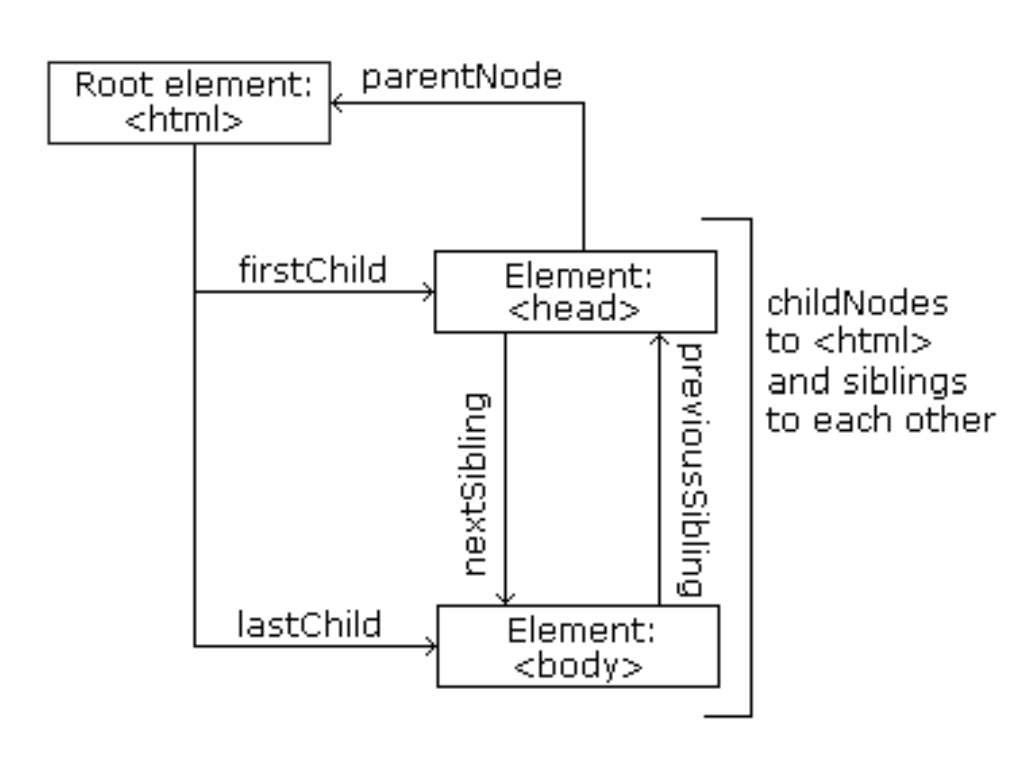 Root element:
<html>
parentNode
firstChild
Element:
<head>
childNodes
to <html>
and siblings
to each other
nextSibling
previousSibling
lastChild
Element:
<body>